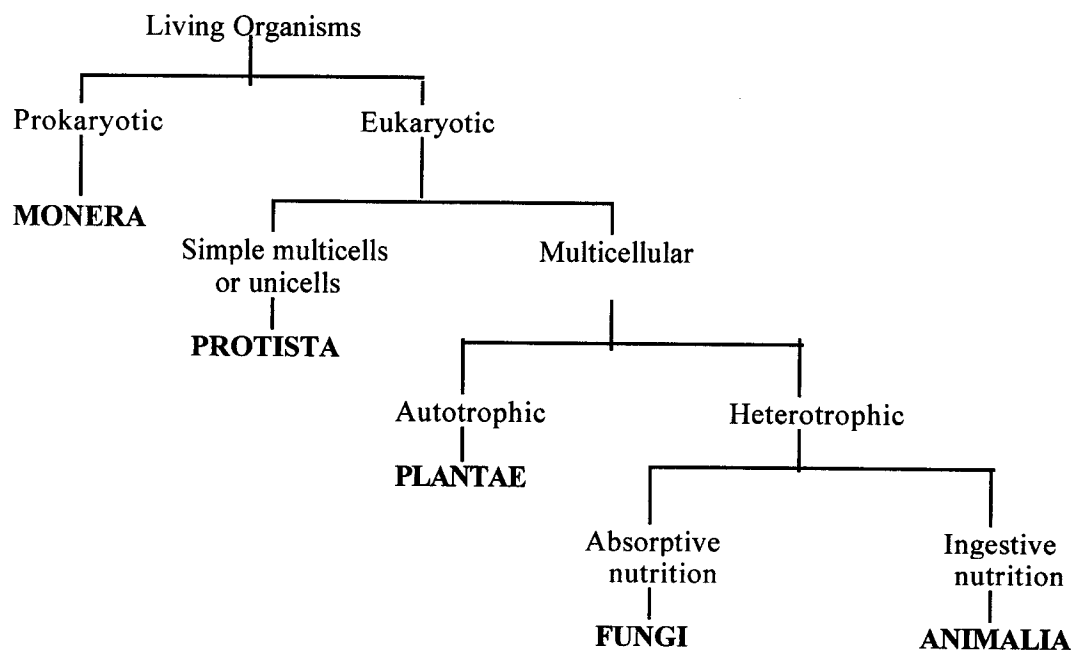 Living Organisms
Prokaryotic
Eukaryotic
MONERA
Simple multicells
or unicells
Multicellular
PROTISTA
Autotrophic
Heterotrophic
PLANTAE
Absorptive
nutrition
Ingestive
nutrition
FUNGI
ANIMALIA